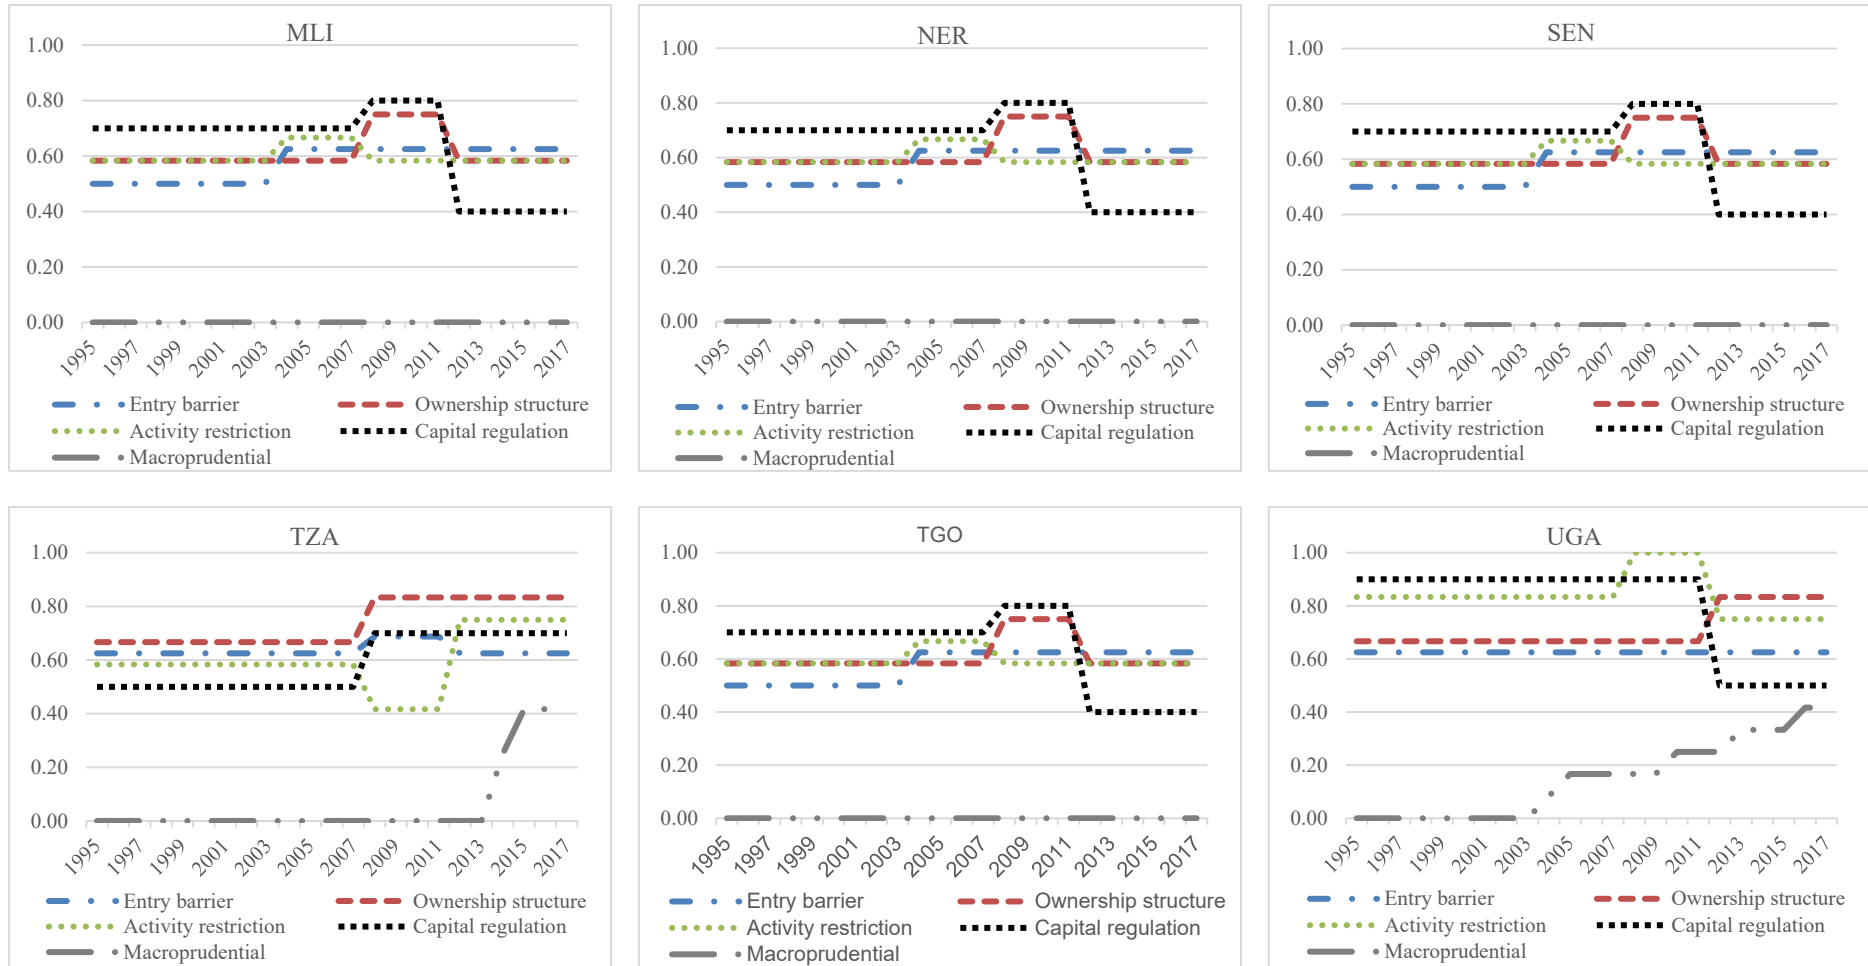 MLI
1.00
0.80
0.60
0.40
0.20
0.00
1995 1997 1999 2001 2003 2005 2007 2009 2011 2013 2015 2017
Entry barrier Ownership structure
Activity restriction Capital regulation
Macroprudential
NER
1.00
0.80
0.60
0.40
0.20
0.00
1995 1997 1999 2001 2003 2005 2007 2009 2011 2013 2015 2017
Entry barrier Ownership structure
Activity restriction Capital regulation
Macroprudential
SEN
1.00
0.80
0.60
0.40
0.20
0.00
1995 1997 1999 2001 2003 2005 2007 2009 2011 2013 2015 2017
Entry barrier Ownership structure
Activity restriction Capital regulation
Macroprudential
TZA
1.00
0.80
0.60
0.40
0.20
0.00
1995 1997 1999 2001 2003 2005 2007 2009 2011 2013 2015 2017
Entry barrier Ownership structure
Activity restriction Capital regulation
Macroprudential
TGO
1.00
0.80
0.60
0.40
0.20
0.00
1995 1997 1999 2001 2003 2005 2007 2009 2011 2013 2015 2017
Entry barrier Ownership structure
Activity restriction Capital regulation
Macroprudential
UGA
1.00
0.80
0.60
0.40
0.20
0.00
1995 1997 1999 2001 2003 2005 2007 2009 2011 2013 2015 2017
Entry barrier Ownership structure
Activity restriction Capital regulation
Macroprudential